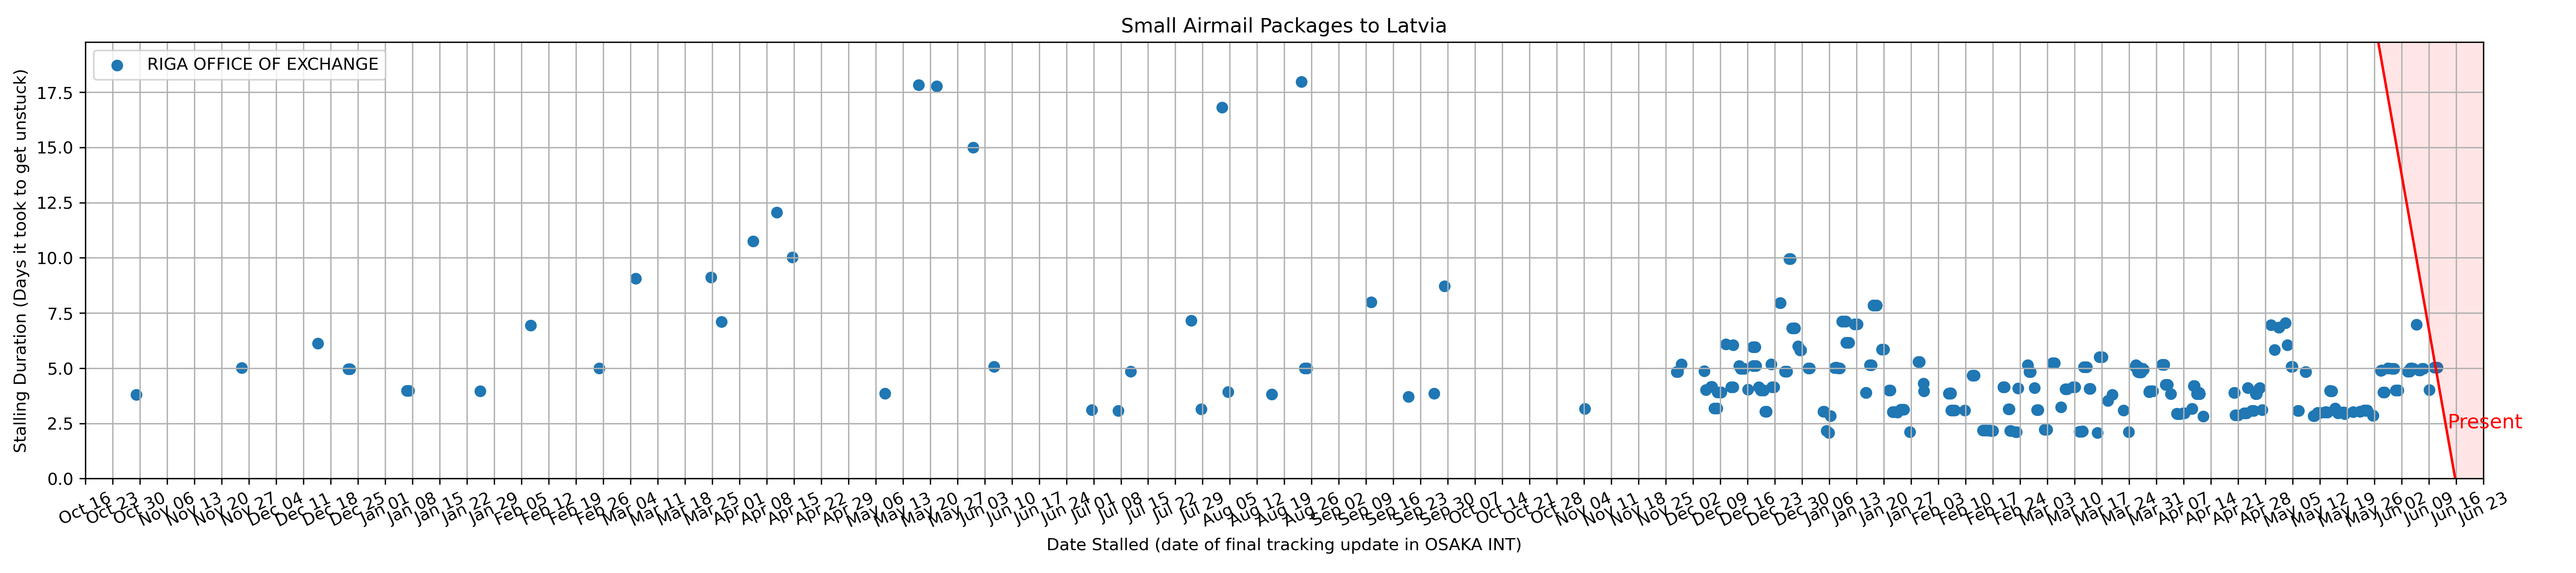 Small Airmail Packages to Latvia
RIGA OFFICE OF EXCHANGE
Stalling Duration (Days it took to get unstuck)
17.5
15.0
12.5
10.0
7.5
5.0
2.5
0.0
Present
Oct 16 Oct 23 Oct 30 Nov 06 Nov 13 Nov 20 Nov 27 Dec 04 Dec 11 Dec 18 Dec 25 Jan 01 Jan 08 Jan 15 Jan 22 Jan 29 Feb 05 Feb 12 Feb 19 Feb 26 Mar 04 Mar 11 Mar 18 Mar 25 Apr 01 Apr 08 Apr 15 Apr 22 Apr 29 May 06 May 13 May 20 May 27 Jun 03 Jun 10 Jun 17 Jun 24 Jul 01 Jul 08 Jul 15 Jul 22 Jul 29 Aug 05 Aug 12 Aug 19 Aug 26 Sep 02 Sep 09 Sep 16 Sep 23 Sep 30 Oct 07 Oct 14 Oct 21 Oct 28 Nov 04 Nov 11 Nov 18 Nov 25 Dec 02 Dec 09 Dec 16 Dec 23 Dec 30 Jan 06 Jan 13 Jan 20 Jan 27 Feb 03 Feb 10 Feb 17 Feb 24 Mar 03 Mar 10 Mar 17 Mar 24 Mar 31 Apr 07 Apr 14 Apr 21 Apr 28 May 05 May 12 May 19 May 26 Jun 02 Jun 09 Jun 16 Jun 23
Date Stalled (date of final tracking update in OSAKA INT)